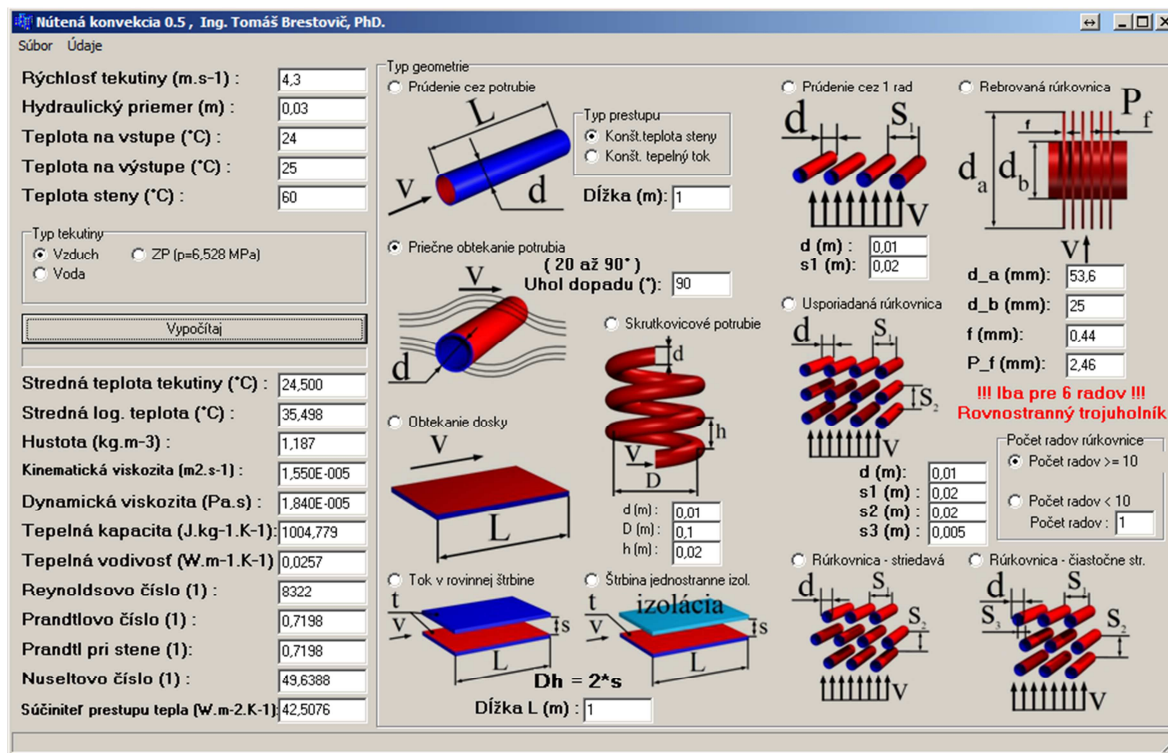 Nútená konvekcia 0.5 , Ing. Tomáš Brestovič, PhD.
Súbor Údaje
Rýchlosť tekutiny (m.s-1) : 4,3
Hydraulický priemer (m) : 0,03
Teplota na vstupe (°C) : 24
Teplota na výstupe (°C) : 25
Teplota steny (°C) : 60
Typ tekutiny
Vzduch ZP (p=6,528 MPa)
Voda
Vypočítaj
Stredná teplota tekutiny (°C) : 24,500
Stredná log. teplota (°C) : 35,498
Hustota (kg.m-3) : 1,187
Kinematická viskozita (m2.s-1) : 1,550E-005
Dynamická viskozita (Pa.s) : 1,840E-005
Tepelná kapacita (J.kg-1.K-1): 1004,779
Tepelná vodivosť (W.m-1.K-1) 0,0257
Reynoldsovo číslo (1) : 8322
Prandtlovo číslo (1) : 0,7198
Prandtl pri stene (1): 0,7198
Nuseltovo číslo (1) : 49,6388
Súčiniteľ prestupu tepla (W.m-2.K-1): 42,5076
Typ geometrie
Prúdenie cez potrubie
L
d
V
Typ prestupu
Konšt.teplota steny
Konšt. tepelný tok
Dĺžka (m): 1
Priečne obtekanie potrubia
( 20 až 90° )
Uhol dopadu (°): 90
V
d
Skrutkovicové potrubie
d
h
V
D
d (m) : 0,01
D (m) : 0,1
h (m) : 0,02
Obtekanie dosky
V
L
Tok v rovinnej štrbine
t
V
s
L
Štrbina jednostranne izol.
izolácia
t
V
s
L
Dh = 2*s
Dĺžka L (m) : 1
Prúdenie cez 1 rad
d S1
V
d (m) : 0,01
s1 (m): 0,02
Usporiadaná rúrkovnica
d S1
S2
V
d (m): 0,01
s1 (m) : 0,02
s2 (m) : 0,02
s3 (m) : 0,005
Rebrovaná rúrkovnica
f Pf
da db
V
d_a (mm): 53,6
d_b (mm): 25
f (mm): 0,44
P_f (mm): 2,46
!!! Iba pre 6 radov !!!
Rovnostranný trojuholník
Počet radov rúrkovnice
Počet radov >= 10
Počet radov < 10
Počet radov : 1
Rúrkovnica - striedavá
d S1
S2
V
Rúrkovnica - čiastočne str.
d S1
S3 S2
V